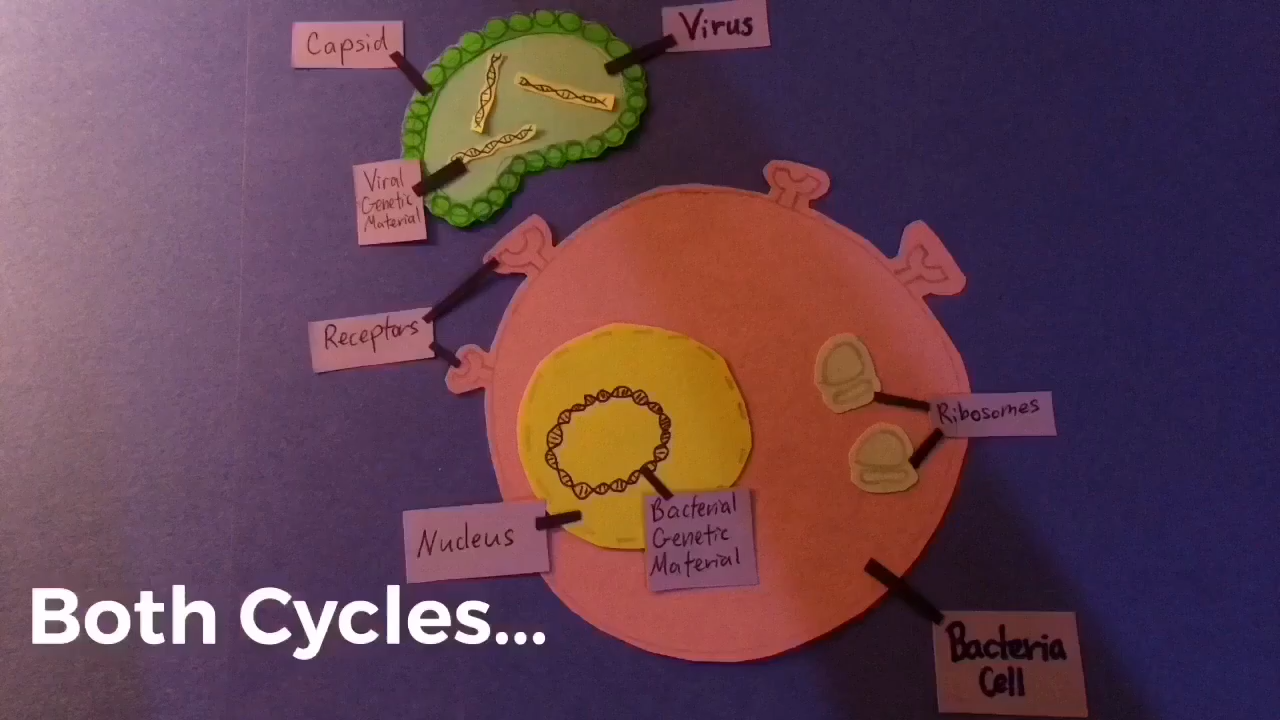 Capsid
Virus
Viral
Genetic
Material
Receptors
Ribosomes
Nucleus
Bacterial
Genetic
Material
Both Cycles...
Bacteria
Cell